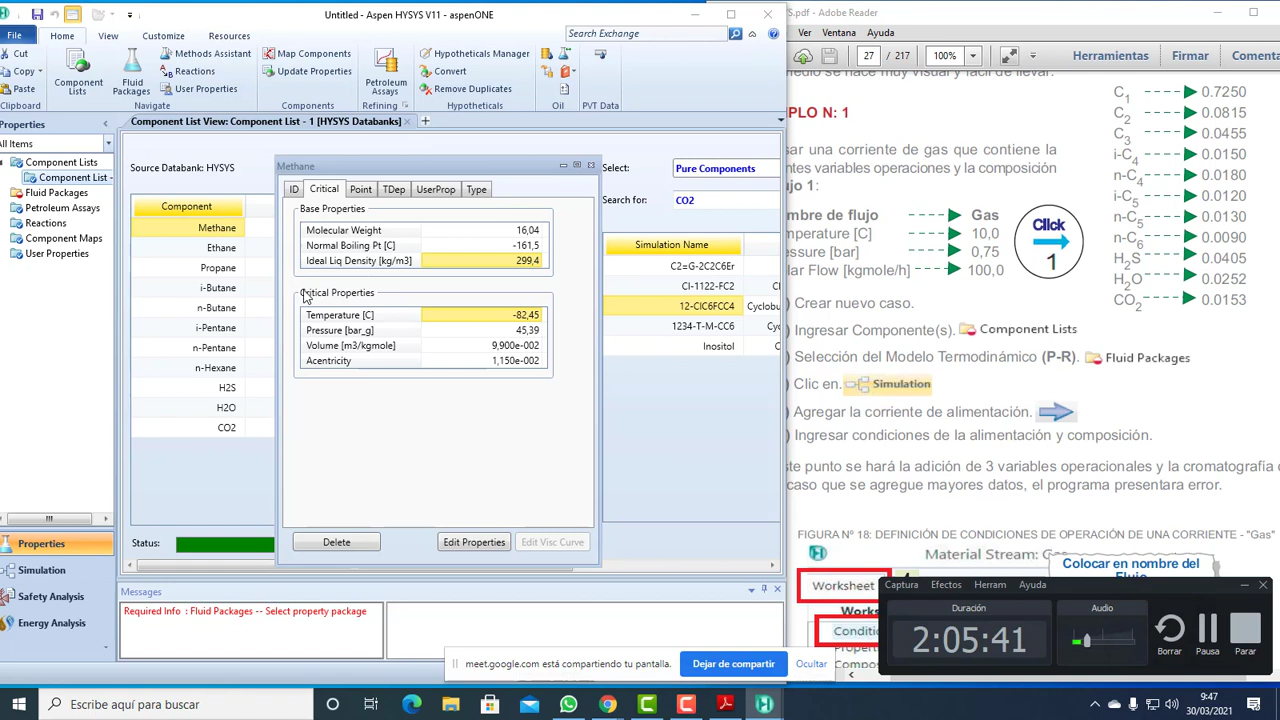 Untitled - Aspen HYSYS V11 - aspenONE
File
Home
View
Customize
Resources
Search Exchange
Cut
Copy
Paste
Clipboard
Component Lists
Fluid Packages
Methods Assistant
Reactions
User Properties
Navigate
Map Components
Update Properties
Components
Petroleum Assays
Refining
Hypotheticals Manager
Convert
Remove Duplicates
Hypotheticals
Oil
PVT Data
Properties
All Items
Component Lists
Component List -
Fluid Packages
Petroleum Assays
Reactions
Component Maps
User Properties
Properties
Simulation
Safety Analysis
Energy Analysis
Component List View: Component List - 1 [HYSYS Databanks]
Source Databank: HYSYS
Component
Methane
Ethane
Propane
i-Butane
n-Butane
i-Pentane
n-Pentane
n-Hexane
H2S
H2O
CO2
Status:
Methane
ID
Critical
Point
TDep
UserProp
Type
Base Properties
Molecular Weight 16,04
Normal Boiling Pt [C] -161,5
Ideal Liq Density [kg/m3] 299,4
Critical Properties
Temperature [C] -82,45
Pressure [bar_g] 45,39
Volume [m3/kgmole] 9,900e-002
Acentricity 1,150e-002
Delete
Edit Properties
Edit Visc Curve
Select: Pure Components
Search for: CO2
Simulation Name
C2=G-2C2C6Er
CI-1122-FC2
12-ClC6FCC4 Cyclobu
1234-T-M-CC6
Inositol
Messages
Required Info : Fluid Packages -- Select property package
meet.google.com está compartiendo tu pantalla.
Dejar de compartir
Ocultar
S.pdf - Adobe Reader
Ver Ventana Ayuda
27 / 217
100%
Herramientas
Firmar
Comenta
edio se hace muy visual y fácil de llevar.
PLO N: 1
sar una corriente de gas que contiene la
entes variables operaciones y la composición
ujo 1:
mbre de flujo Gas
mperatura [C] 10,0
esure [bar] 0,75
lar Flow [kgmole/h] 100,0
Click
1
C1 0.7250
C2 0.0815
C3 0.0455
i-C4 0.0150
n-C4 0.0180
i-C5 0.0120
n-C5 0.0130
n-C6 0.0090
H2S 0.0405
H2O 0.0252
CO2 0.0153
) Crear nuevo caso.
) Ingresar Componente(s). Component Lists
) Selección del Modelo Termodinámico (P-R). Fluid Packages
) Clic en. Simulation
) Agregar la corriente de alimentación.
) Ingresar condiciones de la alimentación y composición.
ste punto se hará la adición de 3 variables operacionales y la cromatografía
caso que se agregue mayores datos, el programa presentara error.
FIGURA Nº 18: DEFINICIÓN DE CONDICIONES DE OPERACIÓN DE UNA CORRIENTE - "Gas"
Material Stream: Gas
Colocar en nombre del
Flujo
Worksheet
Works
Conditio
Captura Efectos Herram Ayuda
Duración
2:05:41
Audio
Borrar
Pausa
Parar
Escribe aquí para buscar
9:47
30/03/2021